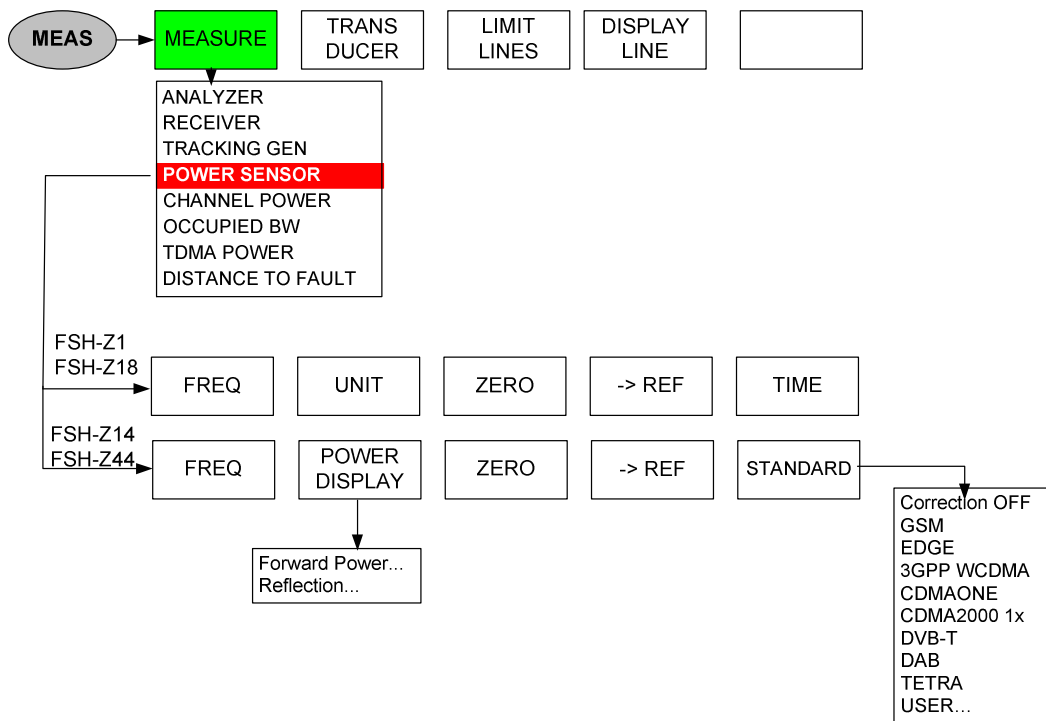 MEAS
MEASURE
TRANS
DUCER
LIMIT
LINES
DISPLAY
LINE
ANALYZER
RECEIVER
TRACKING GEN
POWER SENSOR
CHANNEL POWER
OCCUPIED BW
TDMA POWER
DISTANCE TO FAULT
FSH-Z1
FSH-Z18
FREQ
UNIT
ZERO
-> REF
TIME
FSH-Z14
FSH-Z44
FREQ
POWER
DISPLAY
ZERO
-> REF
STANDARD
Forward Power...
Reflection...
Correction OFF
GSM
EDGE
3GPP WCDMA
CDMAONE
CDMA2000 1x
DVB-T
DAB
TETRA
USER...